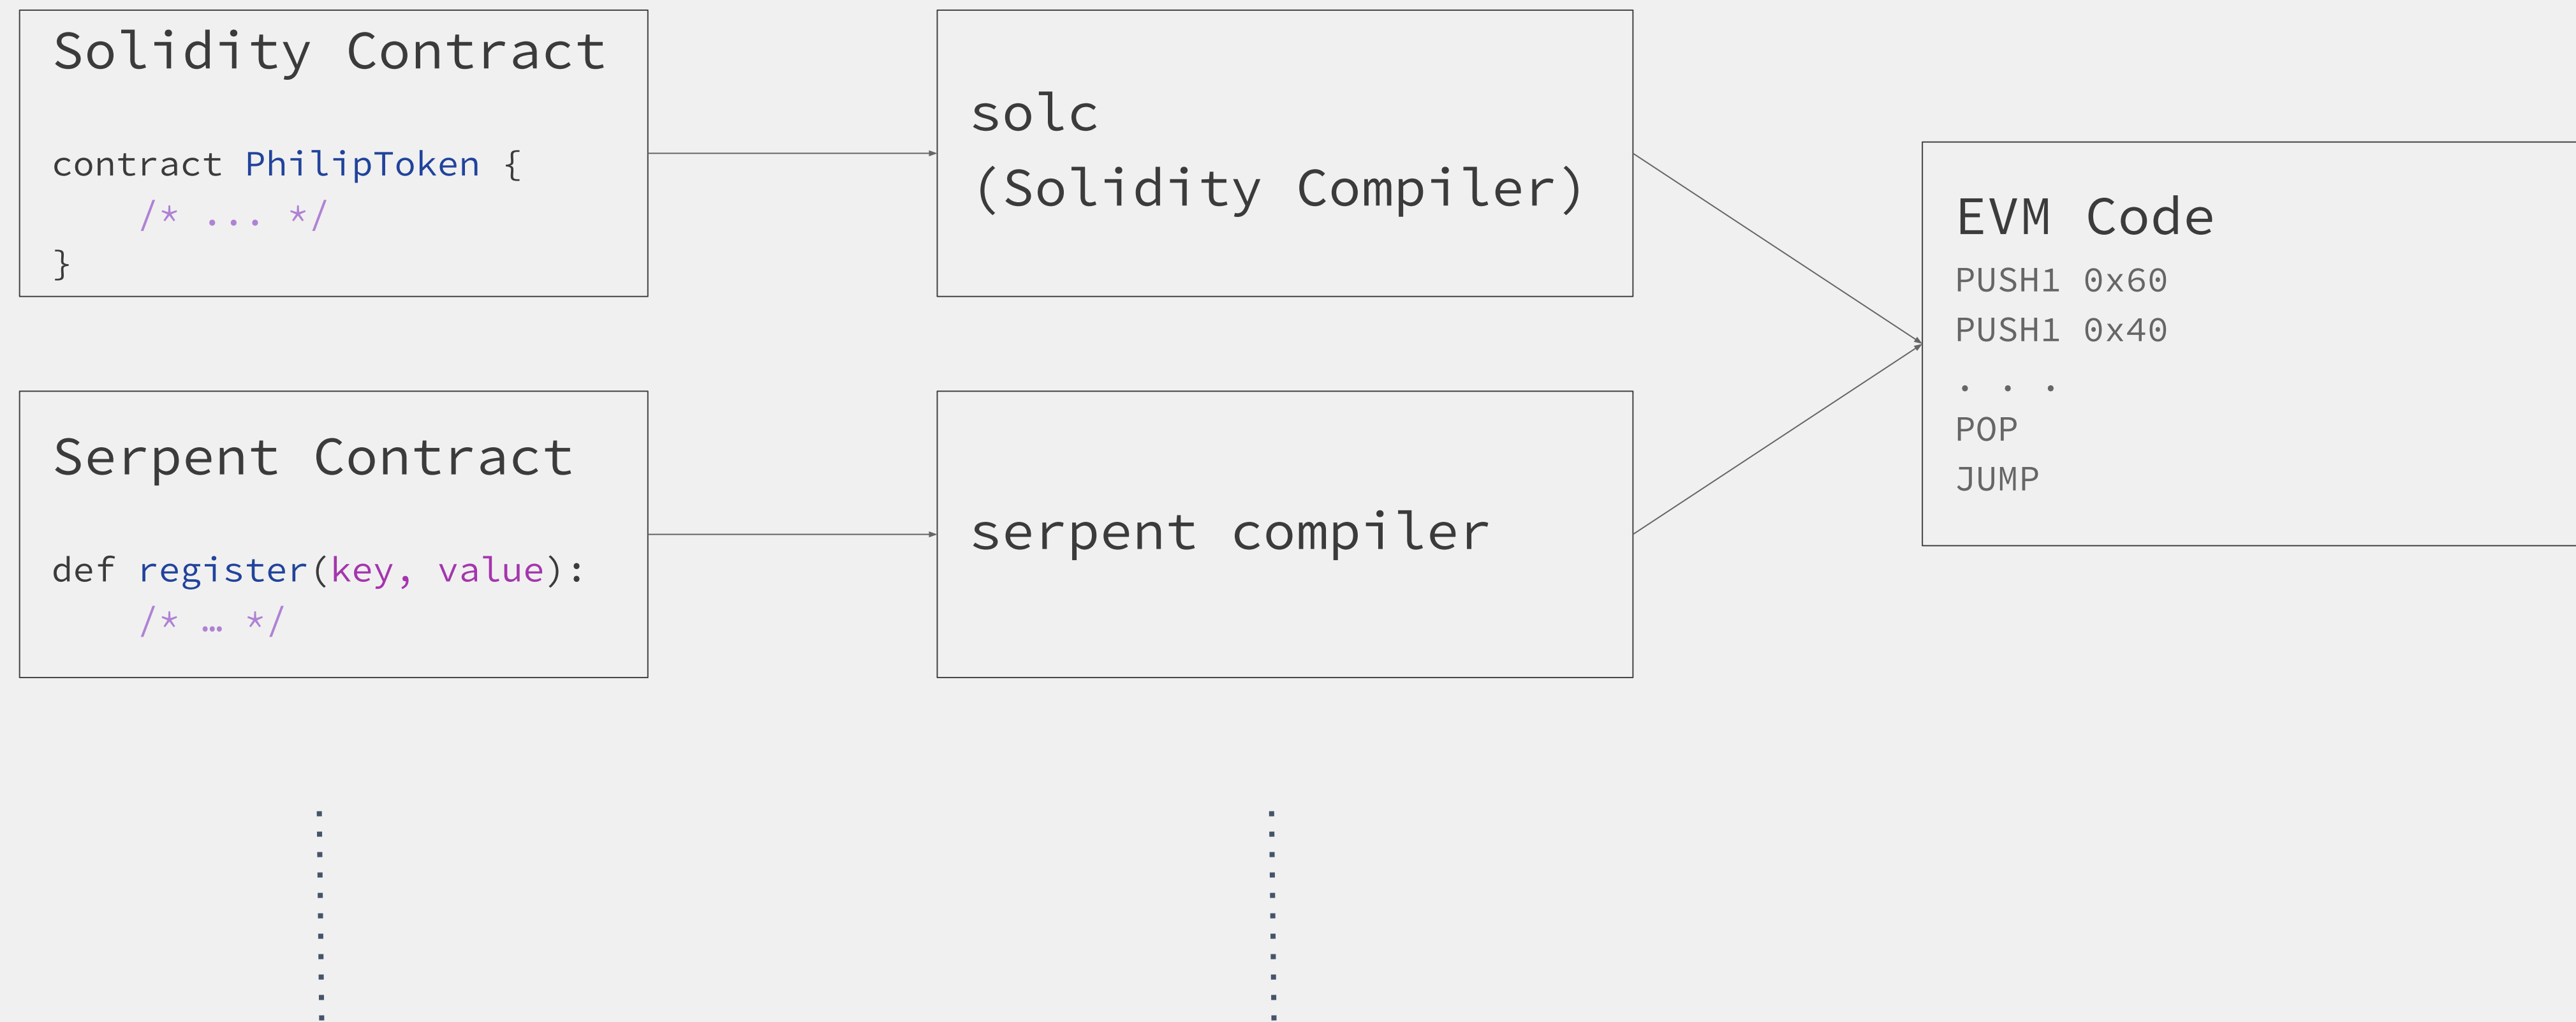 Solidity Contract
contract PhilipToken {
/* ... */
}
solc
(Solidity Compiler)
EVM Code
PUSH1 0x60
PUSH1 0x40
. . .
POP
JUMP
Serpent Contract
def register(key, value):
/* … */
serpent compiler